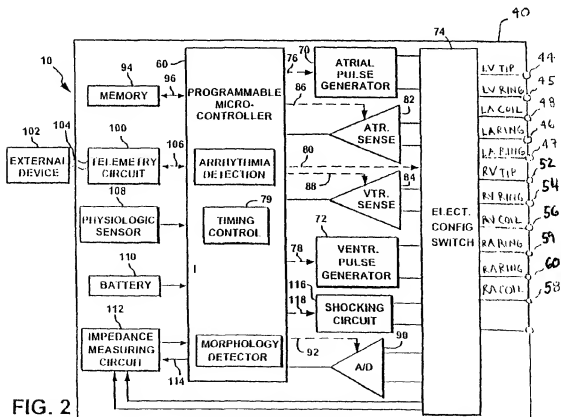 40
74
10
94
MEMORY
96
60
PROGRAMMABLE
MICRO-
CONTROLLER
76
70
ATRIAL
PULSE
GENERATOR
86
82
ATR.
SENSE
LV TIP
44
LV RING
45
LA COIL
48
LA RING
46
LA RING
47
RV TIP
52
RV RING
54
RV COIL
56
RA RING
59
RA RING
60
RA COIL
58
102
EXTERNAL
DEVICE
104
100
TELEMETRY
CIRCUIT
106
ARRHYTHMIA
DETECTION
80
88
84
VTR.
SENSE
ELECT.
CONFIG
SWITCH
108
PHYSIOLOGIC
SENSOR
79
TIMING
CONTROL
72
78
VENTR.
PULSE
GENERATOR
110
BATTERY
116
118
SHOCKING
CIRCUIT
112
IMPEDANCE
MEASURING
CIRCUIT
114
MORPHOLOGY
DETECTOR
92
90
A/D
FIG. 2